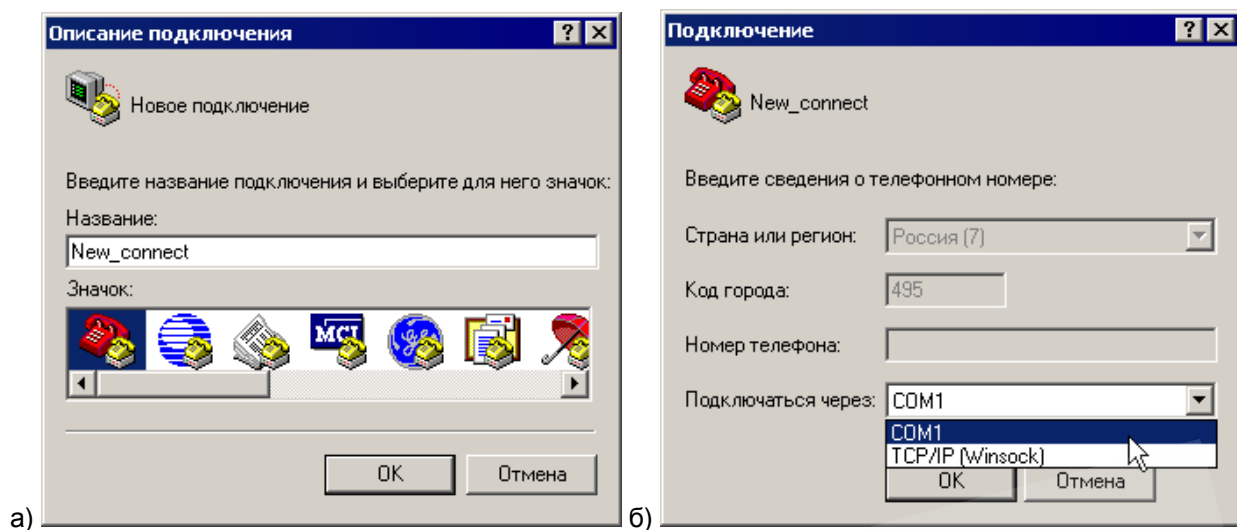 Описание подключения
Новое подключение
Введите название подключения и выберите для него значок:
Название:
New_connect
Значок:
MCI
OK
Отмена
а)
Подключение
New_connect
Введите сведения о телефонном номере:
Страна или регион:
Россия (7)
Код города:
495
Номер телефона:
Подключаться через:
COM1
COM1
TCP/IP (Winsock)
OK
Отмена
б)